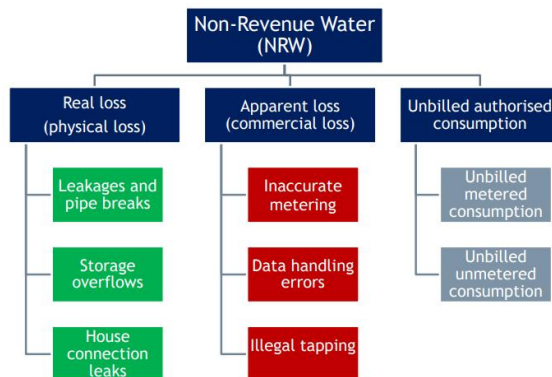 Non-Revenue Water
(NRW)
Real loss
(physical loss)
Apparent loss
(commercial loss)
Unbilled authorised
consumption
Leakages and
pipe breaks
Storage
overflows
House
connection
leaks
Inaccurate
metering
Data handling
errors
Illegal tapping
Unbilled
metered
consumption
Unbilled
unmetered
consumption